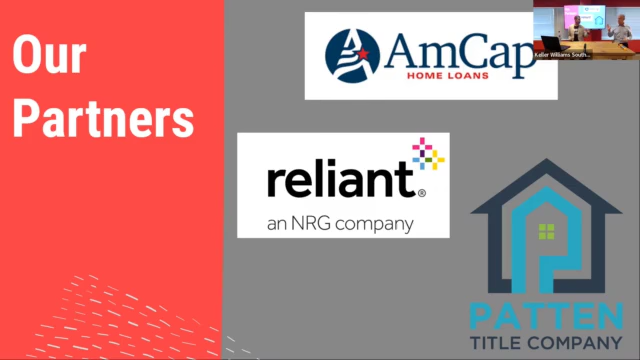 Our
Partners
AmCap
HOME LOANS
Keller Williams South...
reliant®
an NRG company
PATTEN
TITLE COMPANY